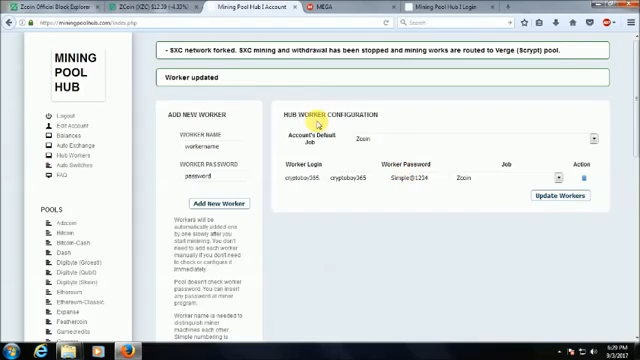 Zcoin Official Block Explorer
ZCOIN (XZC) $12.39 (-4.33%)
Mining Pool Hub I Account
MEGA
Mining Pool Hub I Login
https://miningpoolhub.com/index.php
Search
MINING
POOL
HUB
- SXC network forked. SXC mining and withdrawal has been stopped and mining works are routed to Verge (Scrypt) pool.
Worker updated
Logout
Edit Account
Balances
Auto Exchange
Hub Workers
Auto Switches
FAQ
POOLS
Adzcoin
Bitcoin
Bitcoin-Cash
Dash
Digibyte (Groestl)
Digibyte (Qubit)
Digibyte (Skein)
Ethereum
Ethereum-Classic
Expanse
Feathercoin
Gamecredits
ADD NEW WORKER
WORKER NAME
workername
WORKER PASSWORD
password
Add New Worker
Workers will be
automatically added
one by one slowly after
you start mining. You don't
need to add each worker
manually if you don't need
to check or configure it
immediately.
Pool doesn't check worker
password. You can insert
any password at miner
program.
Worker name is needed to
distinguish miner
machines each other
Simple numbering is
HUB WORKER CONFIGURATION
Account's Default
Job
Zcoin
Worker Login
Worker Password
Job
Action
cryptoboy365. cryptoboy365
Simple@1234
Zcoin
Update Workers
6:29 PM
9/3/2017